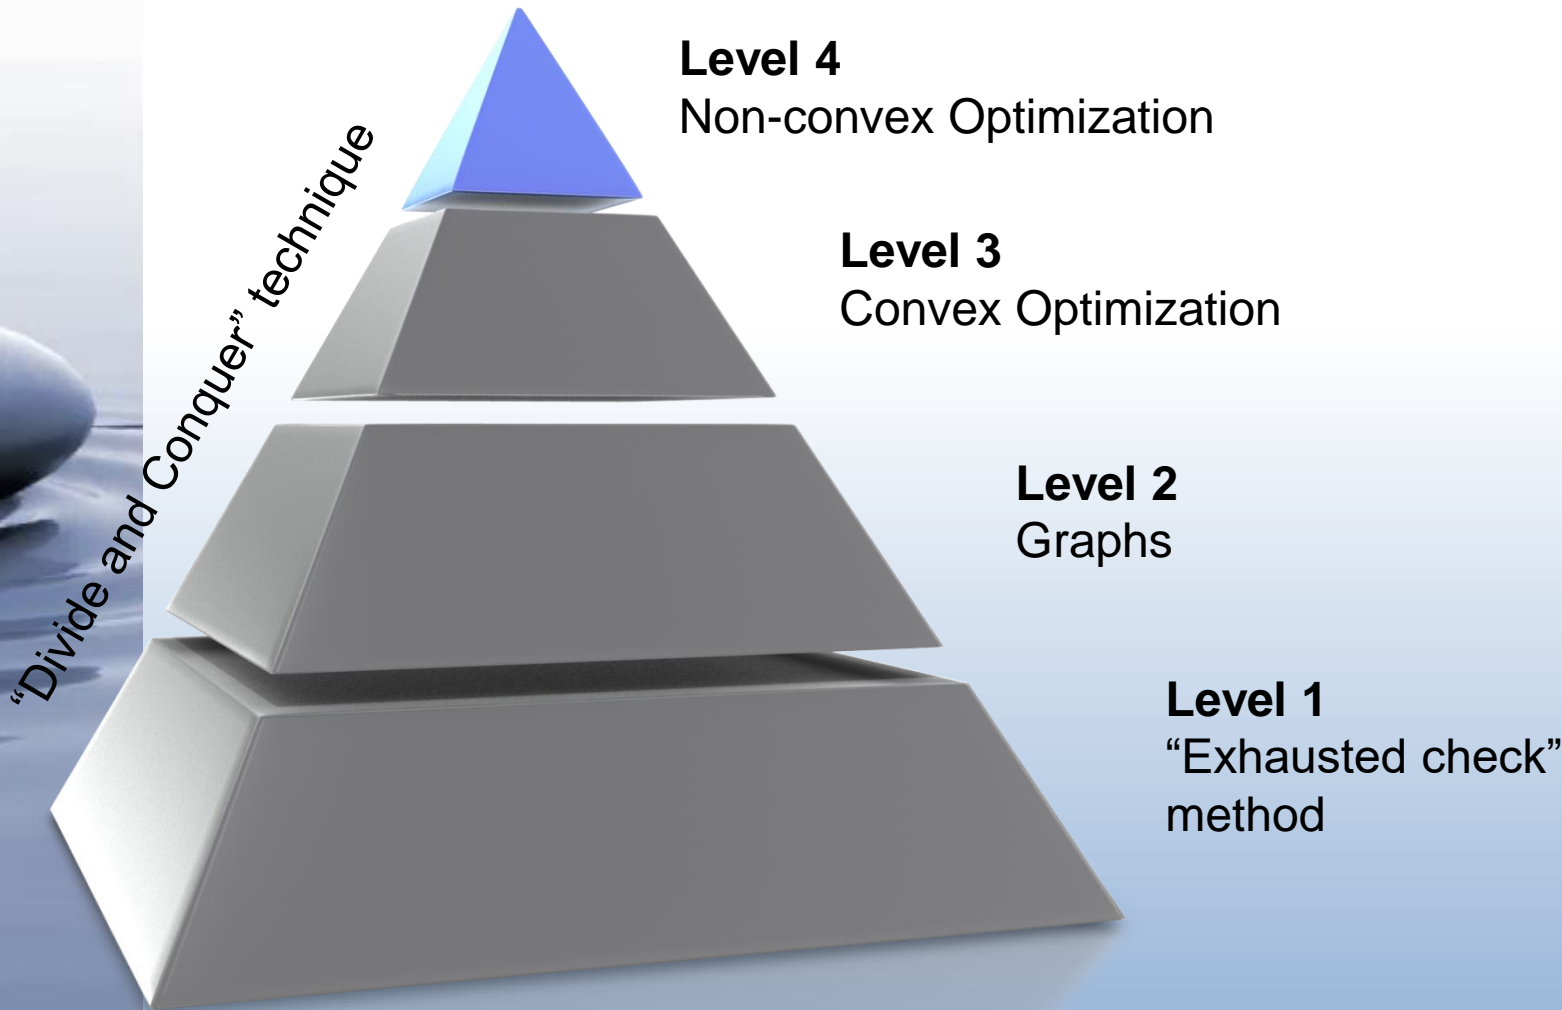 Level 4
Non-convex Optimization
“Divide and Conquer” technique
Level 3
Convex Optimization
Level 2
Graphs
Level 1
“Exhausted check”
method